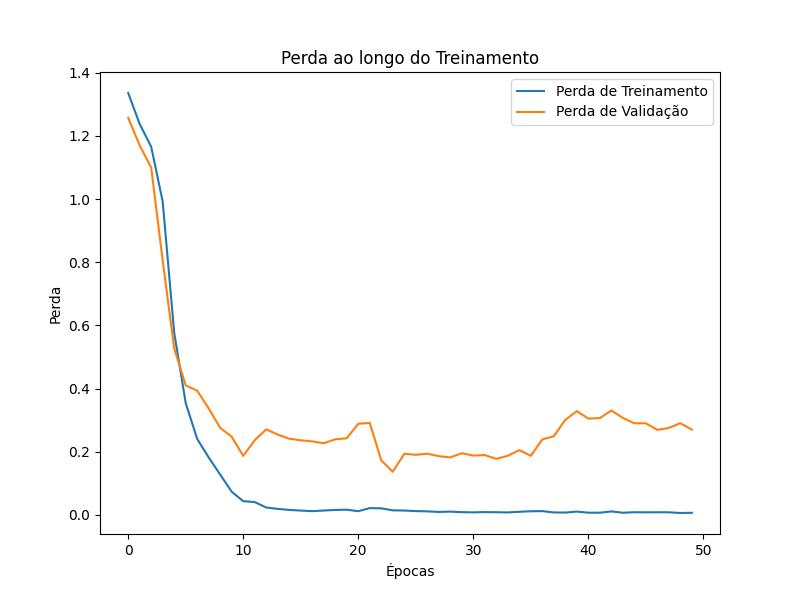 Perda ao longo do Treinamento
Perda de Treinamento
Perda de Validação
1.4
1.2
1.0
0.8
0.6
0.4
0.2
0.0
Perda
0 10 20 30 40 50
Épocas